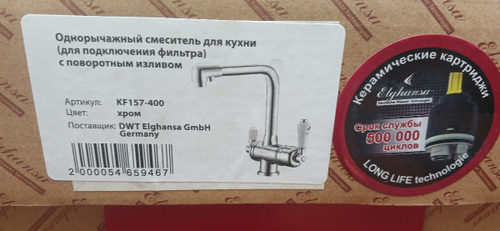 Elghansa
Однорычажный смеситель для кухни
(для подключения фильтра)
с поворотным изливом
Артикул: KF157-400
Цвет: хром
Поставщик: DWT Elghansa GmbH
Germany
2 000054 659467
Керамические картриджи
Elghansa
Срок службы
500 000
циклов
LONG LIFE technologie